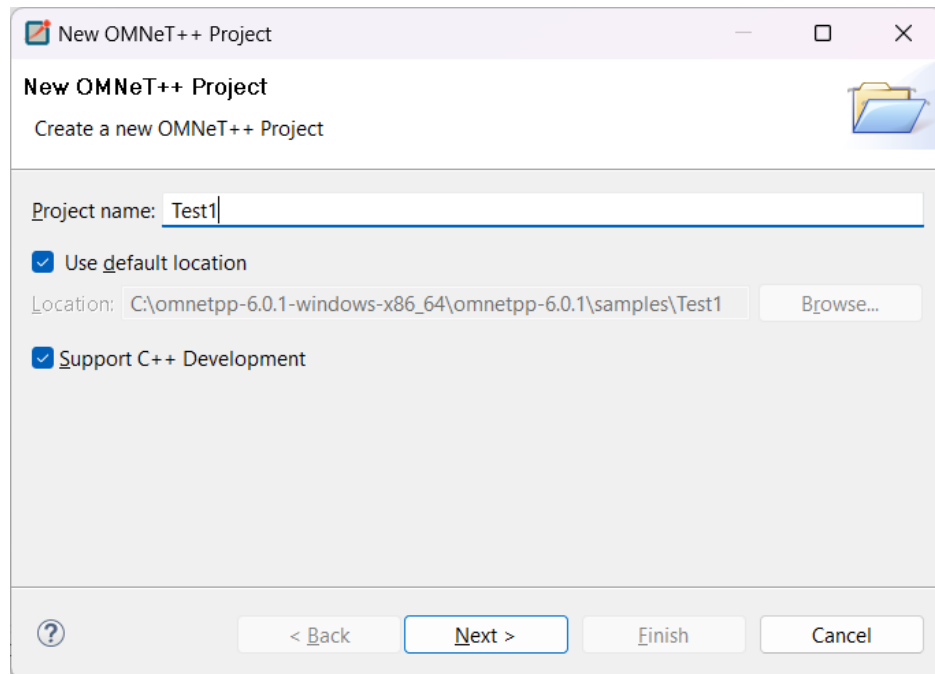 New OMNeT++ Project
New OMNeT++ Project
Create a new OMNeT++ Project
Project name: Test1
Use default location
Location: C:\omnetpp-6.0.1-windows-x86_64\omnetpp-6.0.1\samples\Test1 Browse...
Support C++ Development
? < Back Next > Finish Cancel